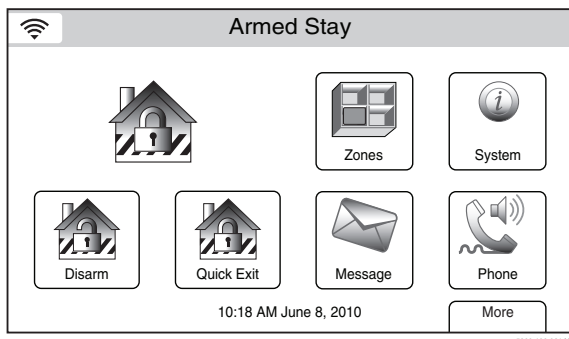 Armed Stay
Zones
System
Disarm
Quick Exit
Message
Phone
10:18 AM June 8, 2010
More